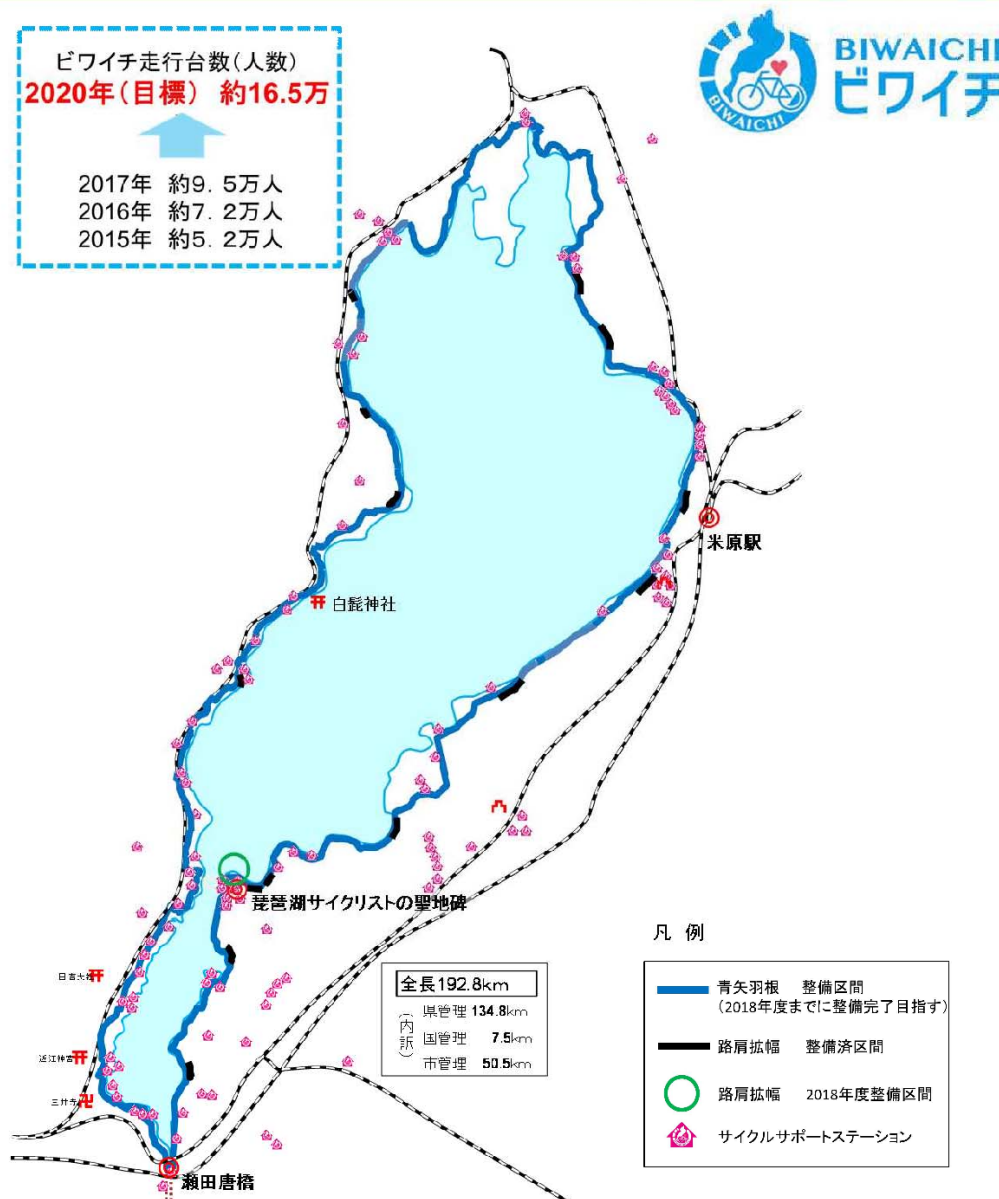 ビワイチ走行台数(人数)
2020年(目標) 約16.5万
2017年 約9.5万人
2016年 約7.2万人
2015年 約5.2万人
BIWAICHI
ビワイチ
BIWAICHI
米原駅
白髭神社
琵琶湖サイクリストの聖地碑
日吉大社
近江神宮
三井寺
瀬田唐橋
全長192.8km
(内訳)
県管理 134.8km
国管理 7.5km
市管理 50.5km
凡 例
青矢羽根 整備区間
(2018年度までに整備完了目指す)
路肩拡幅 整備済区間
路肩拡幅 2018年度整備区間
サイクルサポートステーション